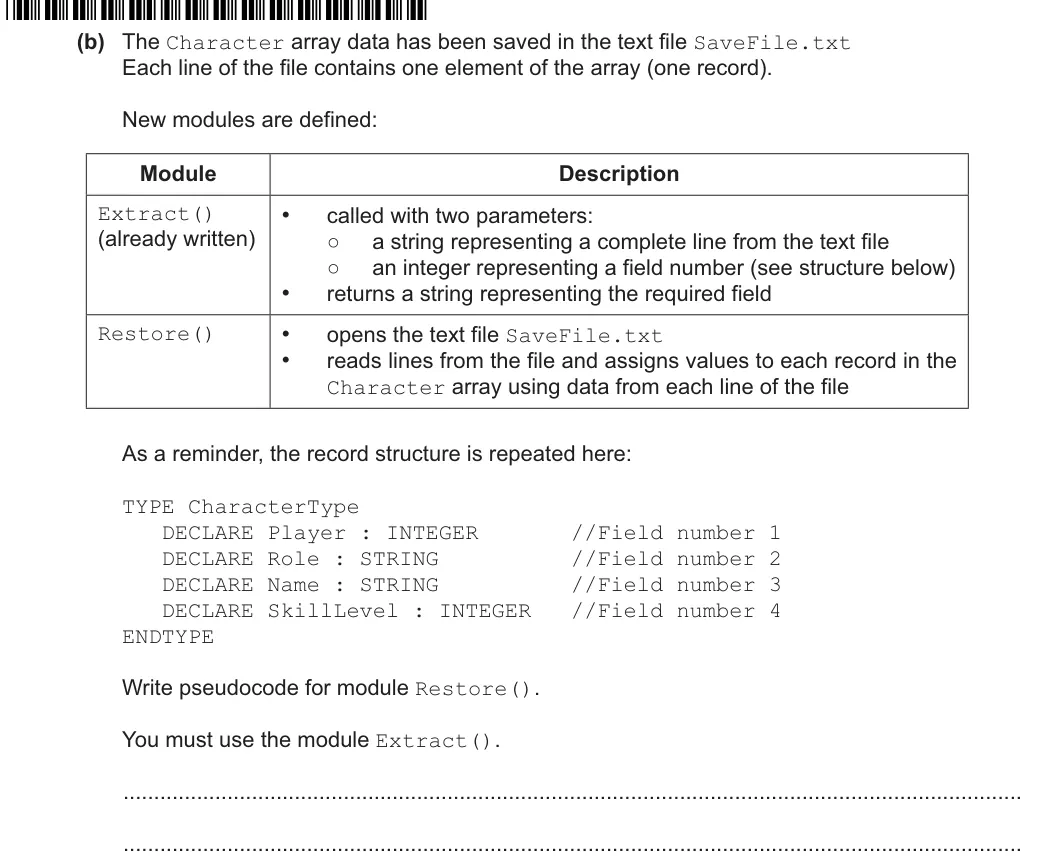 (b) The Character array data has been saved in the text file SaveFile.txt
Each line of the file contains one element of the array (one record).
New modules are defined:
Module Description
Extract()
(already written)
• called with two parameters:
○ a string representing a complete line from the text file
○ an integer representing a field number (see structure below)
• returns a string representing the required field
Restore()
• opens the text file SaveFile.txt
• reads lines from the file and assigns values to each record in the
Character array using data from each line of the file
As a reminder, the record structure is repeated here:
TYPE CharacterType
DECLARE Player : INTEGER //Field number 1
DECLARE Role : STRING //Field number 2
DECLARE Name : STRING //Field number 3
DECLARE SkillLevel : INTEGER //Field number 4
ENDTYPE
Write pseudocode for module Restore().
You must use the module Extract().